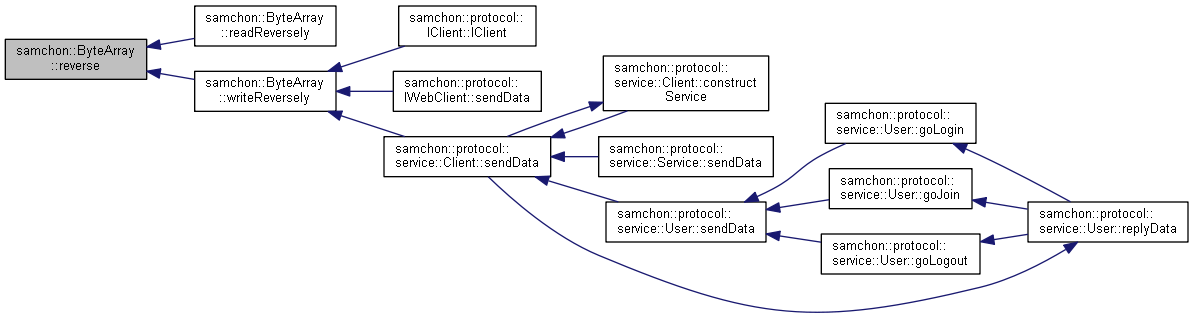 samchon::ByteArray
::reverse
samchon::ByteArray
::readReversely
samchon::ByteArray
::writeReversely
samchon::protocol::
IClient::IClient
samchon::protocol::
IWebClient::sendData
samchon::protocol::
service::Client::sendData
samchon::protocol::
service::Client::construct
Service
samchon::protocol::
service::Service::sendData
samchon::protocol::
service::User::sendData
samchon::protocol::
service::User::goLogin
samchon::protocol::
service::User::goJoin
samchon::protocol::
service::User::goLogout
samchon::protocol::
service::User::replyData